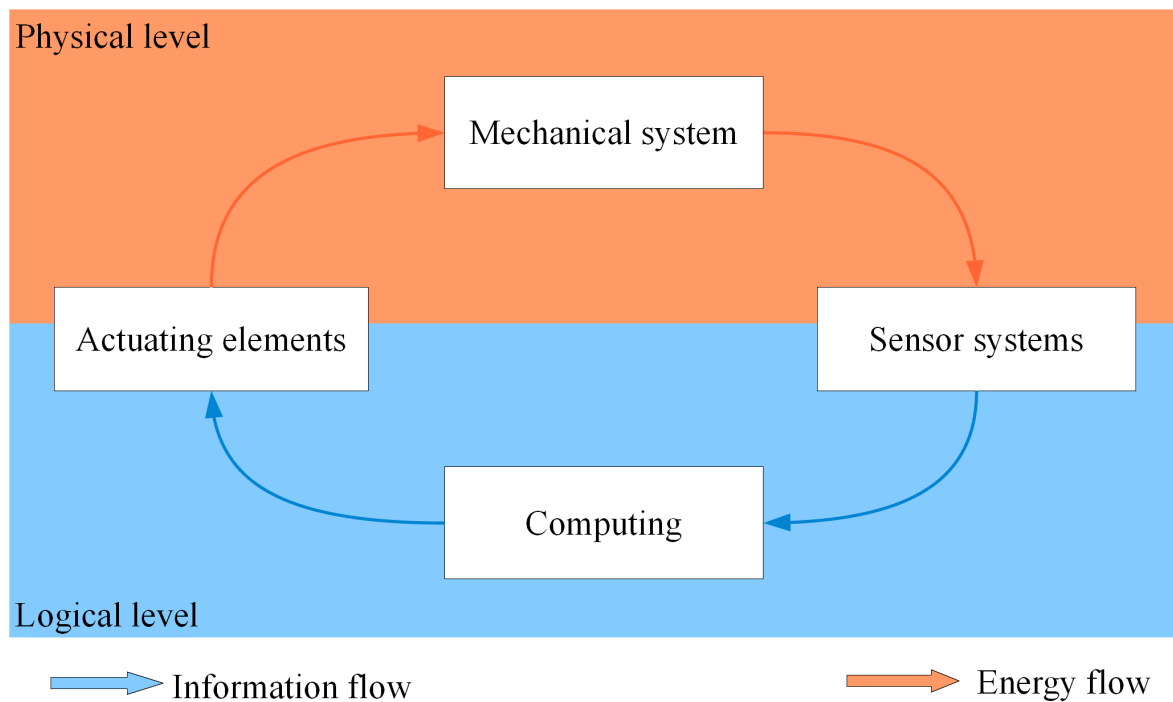 Physical level
Mechanical system
Actuating elements
Sensor systems
Computing
Logical level
Information flow
Energy flow